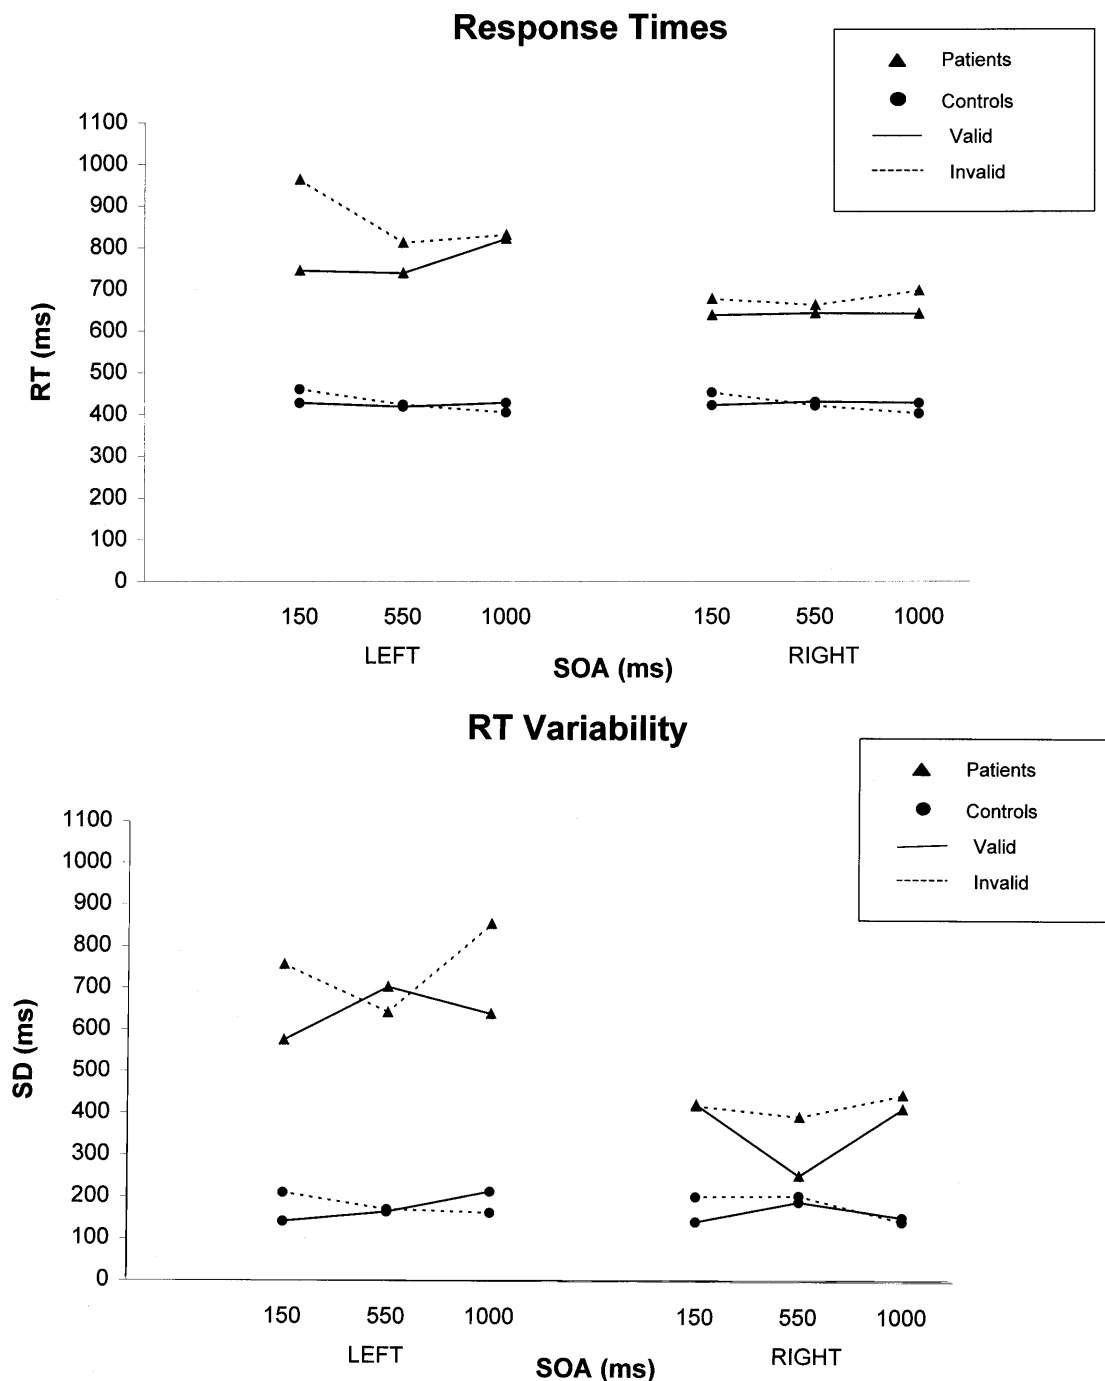 Response Times
Patients
Controls
Valid
Invalid
1100
1000
900
800
700
600
500
400
300
200
100
0
RT (ms)
150 550 1000 150 550 1000
LEFT RIGHT
SOA (ms)
RT Variability
Patients
Controls
Valid
Invalid
1100
1000
900
800
700
600
500
400
300
200
100
0
SD (ms)
150 550 1000 150 550 1000
LEFT RIGHT
SOA (ms)